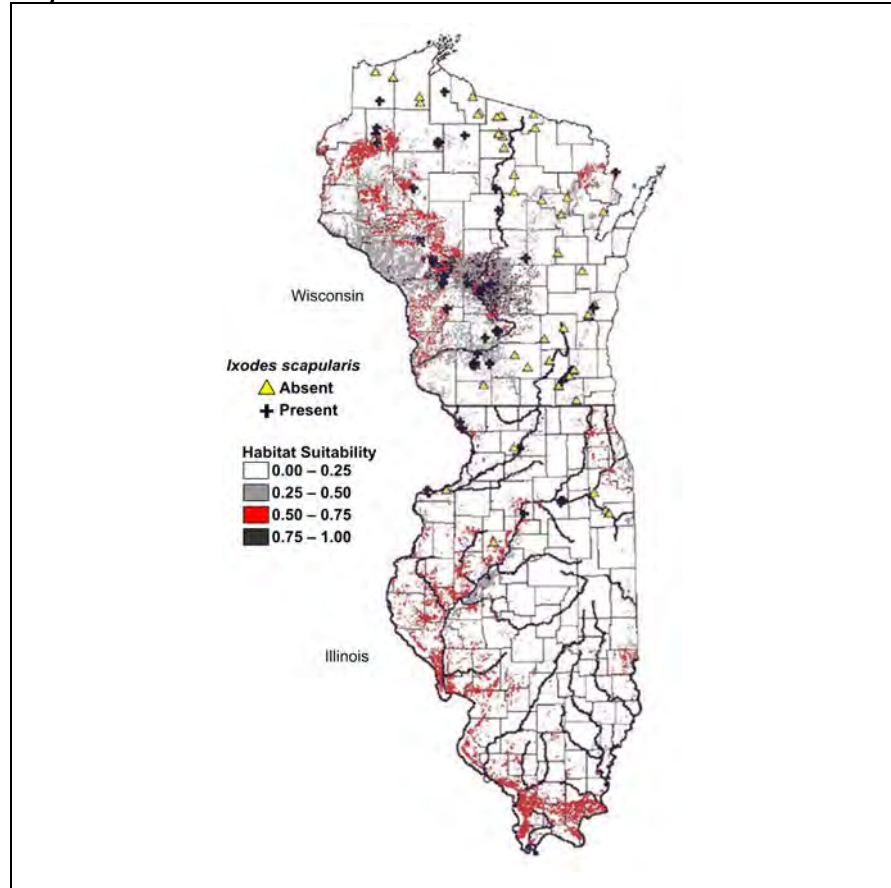 Wisconsin
Ixodes scapularis
Absent
Present
Habitat Suitability
0.00 – 0.25
0.25 – 0.50
0.50 – 0.75
0.75 – 1.00
Illinois